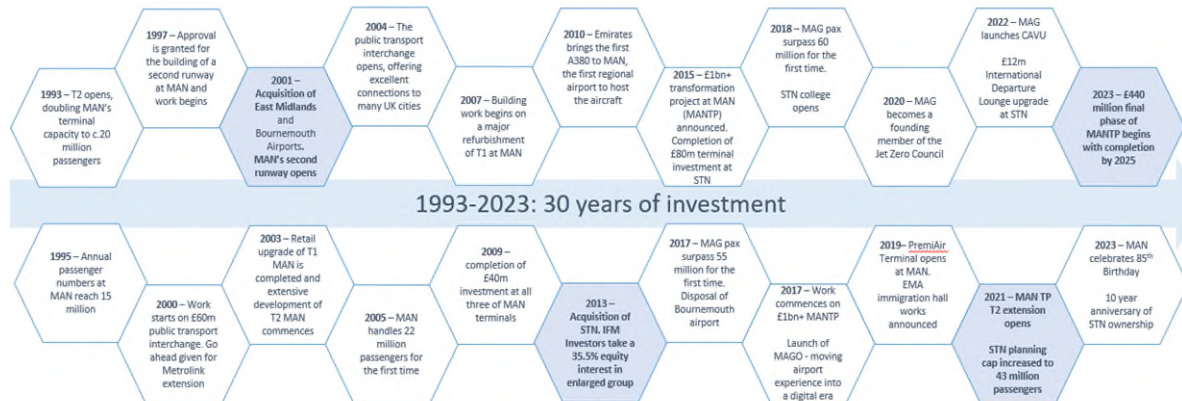 1993 – T2 opens,
doubling MAN's
terminal
capacity to c.20
million
passengers
1997 – Approval
is granted for
the building of a
second runway
at MAN and
work begins
2001 –
Acquisition of
East Midlands
and
Bournemouth
Airports.
MAN's second
runway opens
2004 – The
public transport
interchange
opens, offering
excellent
connections to
many UK cities
2007 – Building
work begins on
a major
refurbishment
of T1 at MAN
2010 – Emirates
brings the first
A380 to MAN,
the first regional
airport to host
the aircraft
2015 – £1bn+
transformation
project at MAN
(MANTP)
announced.
Completion of
£80m terminal
investment at
STN
2018 – MAG pax
surpass 60
million for the
first time.
STN college
opens
2020 – MAG
becomes a
founding
member of the
Jet Zero Council
2022 – MAG
launches CAVU
£12m
International
Departure
Lounge upgrade
at STN
2023 – £440
million final
phase of
MANTP begins
with completion
by 2025
1993-2023: 30 years of investment
1995 – Annual
passenger
numbers at
MAN reach 15
million
2000 – Work
starts on £60m
public transport
interchange. Go
ahead given for
Metrolink
extension
2003 – Retail
upgrade of T1
MAN is
completed and
extensive
development of
T2 MAN
commences
2005 – MAN
handles 22
million
passengers for
the first time
2009 –
completion of
£40m
investment at all
three of MAN
terminals
2013 –
Acquisition of
STN. IFM
Investors take a
35.5% equity
interest in
enlarged group
2017 – MAG pax
surpass 55
million for the
first time.
Disposal of
Bournemouth
airport
2017 – Work
commences on
£1bn+ MANTP
Launch of
MAGO - moving
airport
experience into
a digital era
2019– PremiAir
Terminal opens
at MAN.
EMA
immigration hall
works
announced
2021 – MAN TP
T2 extension
opens
STN planning
cap increased to
43 million
passengers
2023 – MAN
celebrates 85th
Birthday
10 year
anniversary of
STN ownership